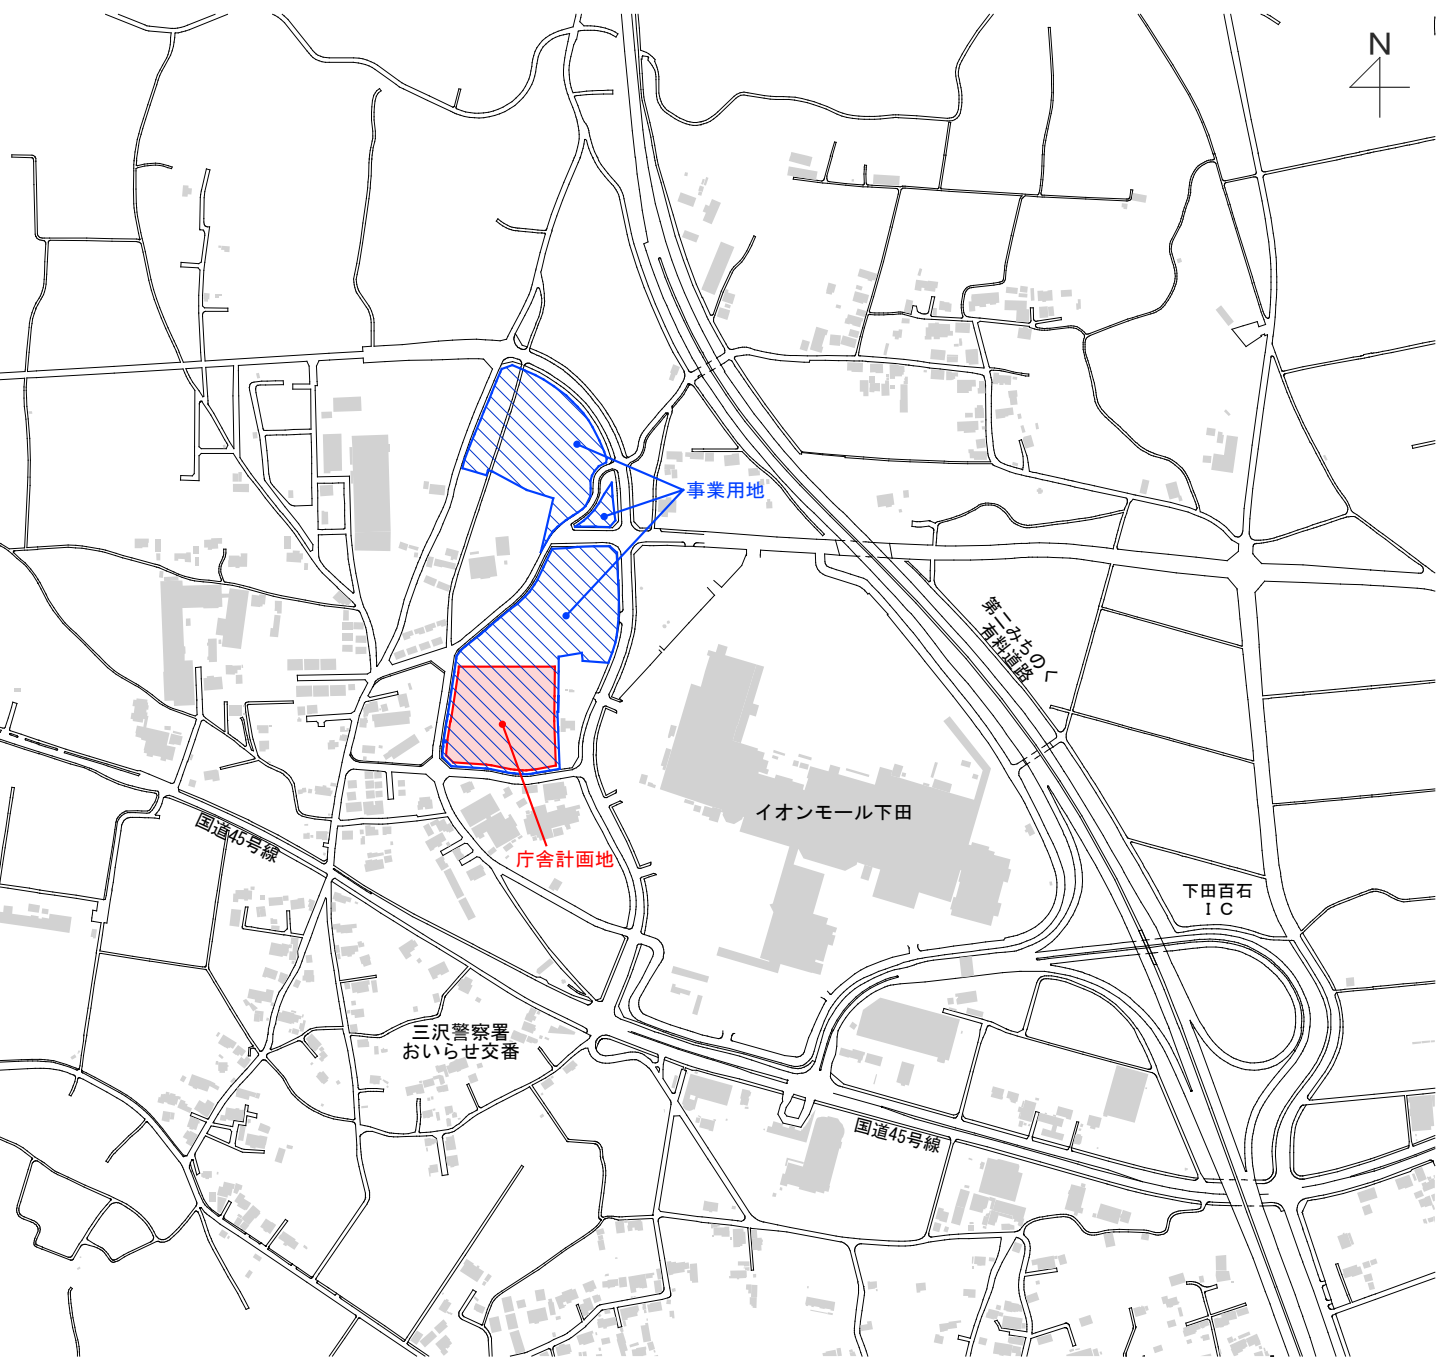 N
事業用地
第二みちのく
有料道路
イオンモール下田
国道45号線
庁舎計画地
下田百石
ＩＣ
三沢警察署
おいらせ交番
国道45号線